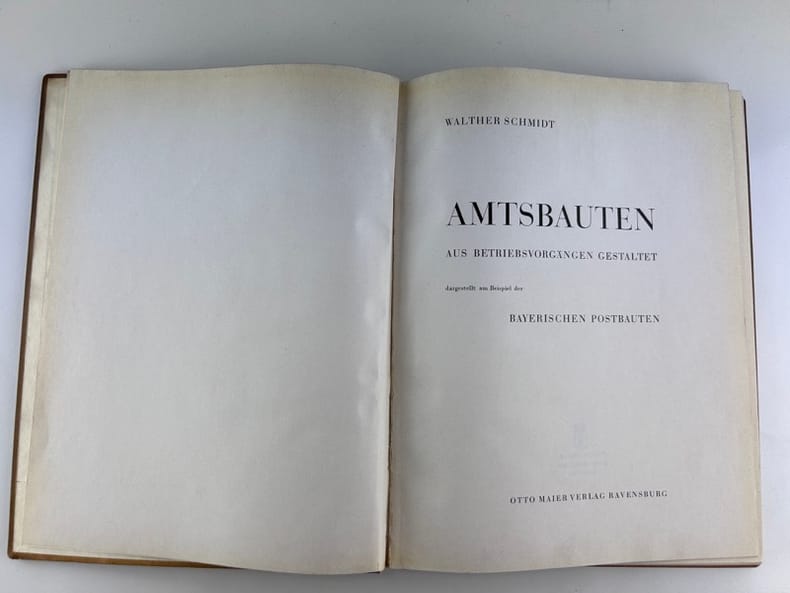 WALTHER SCHMIDT
AMTSBAUTEN
AUS BETRIEBSVORGÄNGEN GESTALTET
dargestellt am Beispiel der
BAYERISCHEN POSTBAUTEN
OTTO MAIER VERLAG RAVENSBURG